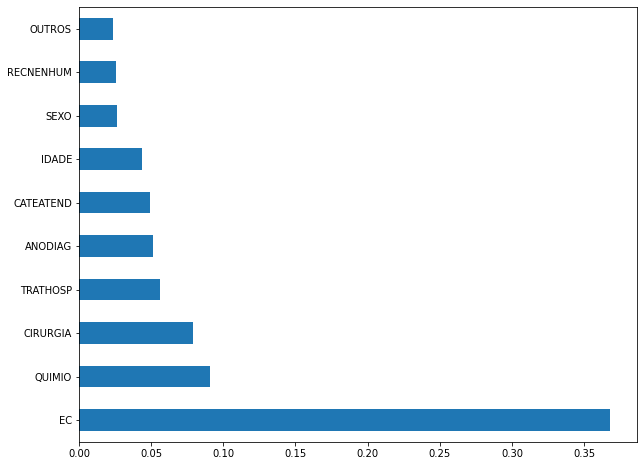 OUTROS
RECNENHUM
SEXO
IDADE
CATEATEND
ANODIAG
TRATHOSP
CIRURGIA
QUIMIO
EC
0.00 0.05 0.10 0.15 0.20 0.25 0.30 0.35